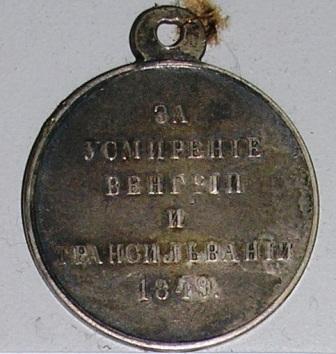 ЗА
УСМИРЕНІЕ
ВЕНГРІИ
И
ТРАНСИЛЬВАНІИ
1849.